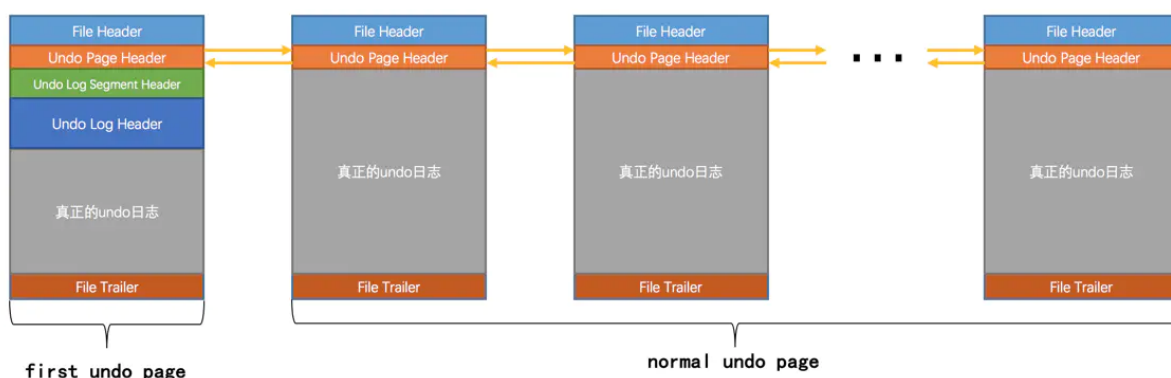 File Header
Undo Page Header
Undo Log Segment Header
Undo Log Header
真正的undo日志
File Trailer
first undo page
File Header
Undo Page Header
真正的undo日志
File Trailer
File Header
Undo Page Header
真正的undo日志
File Trailer
...
File Header
Undo Page Header
真正的undo日志
File Trailer
normal undo page